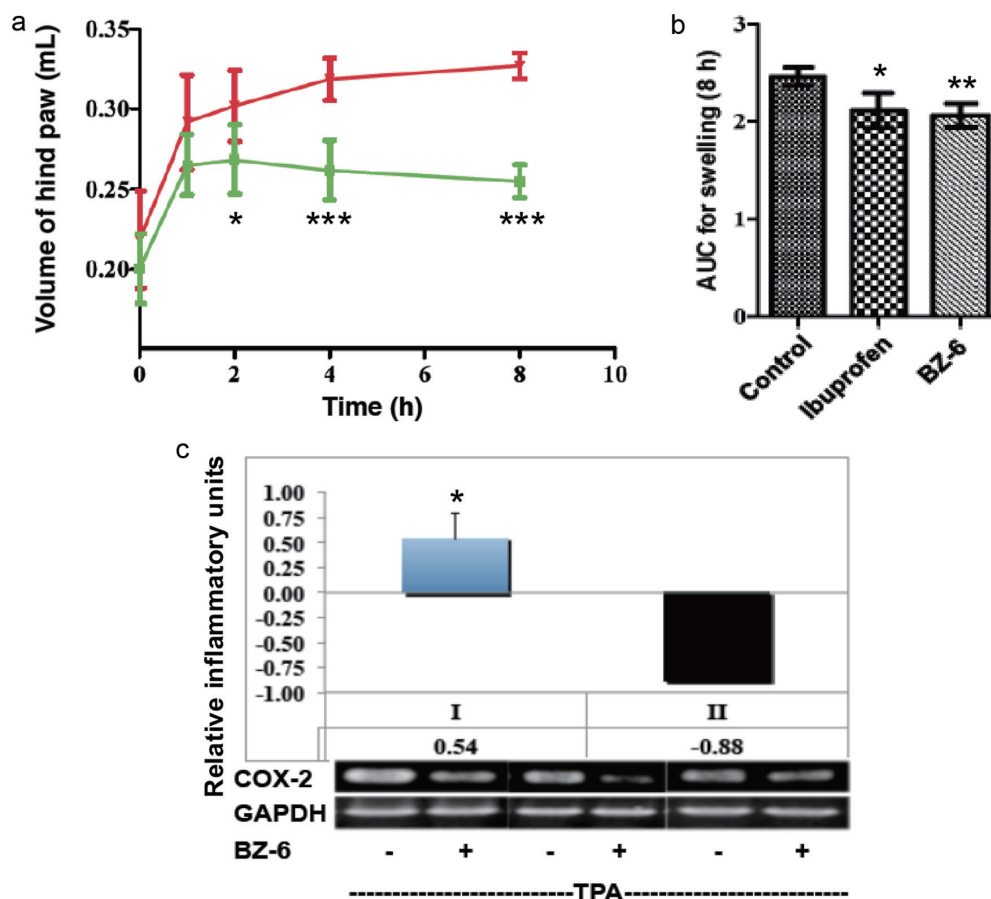 a
Volume of hind paw (mL)
0.35
0.30
0.25
0.20
*
***
***
0
2
4
6
8
10
Time (h)
b
AUC for swelling (8 h)
3
2
1
0
*
**
Control
Ibuprofen
BZ-6
c
Relative inflammatory units
1.00
0.75
0.50
0.25
0.00
-0.25
-0.50
-0.75
-1.00
*
I II
0.54 -0.88
COX-2
GAPDH
BZ-6 - + - + - +
-----------------------------TPA-----------------------------